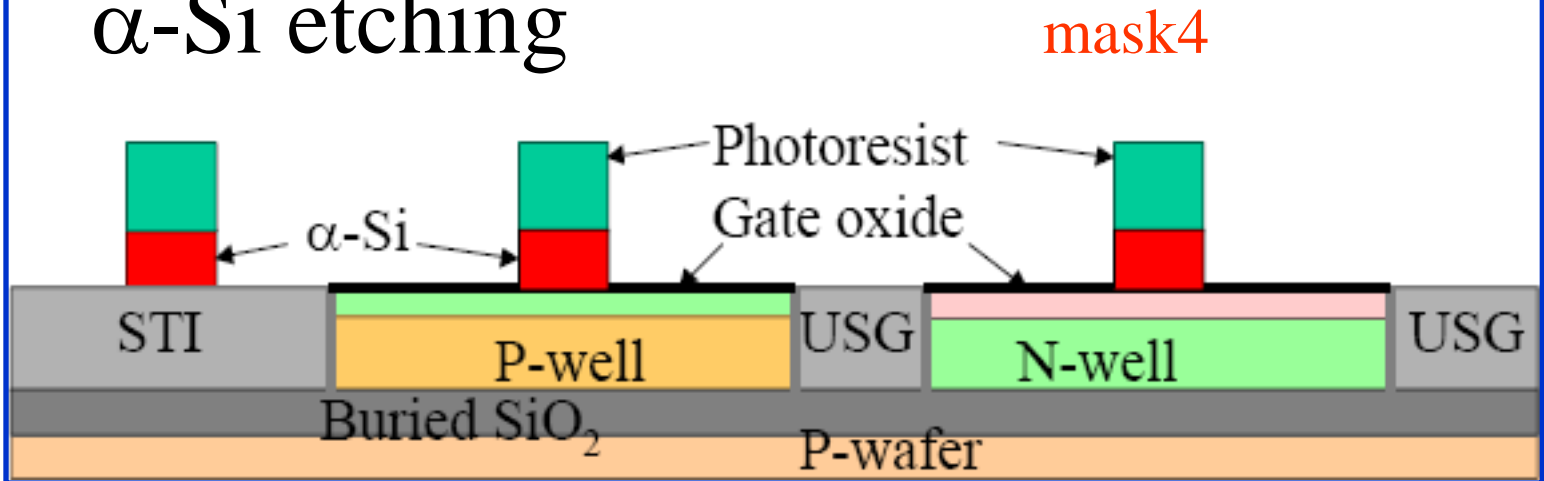 α-Si etching
mask4
Photoresist
α-Si
Gate oxide
STI
P-well
USG
N-well
USG
Buried SiO₂
P-wafer